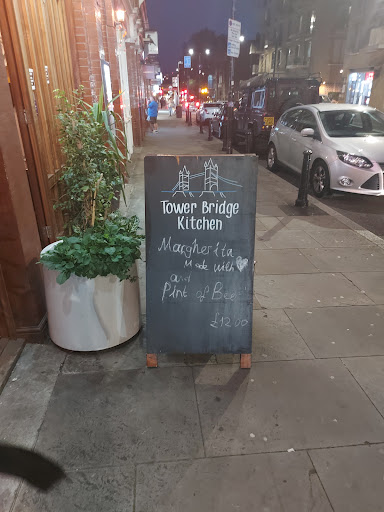 Tower Bridge
Kitchen
Margherita
Made with
and
Pint of Beer
£12.00